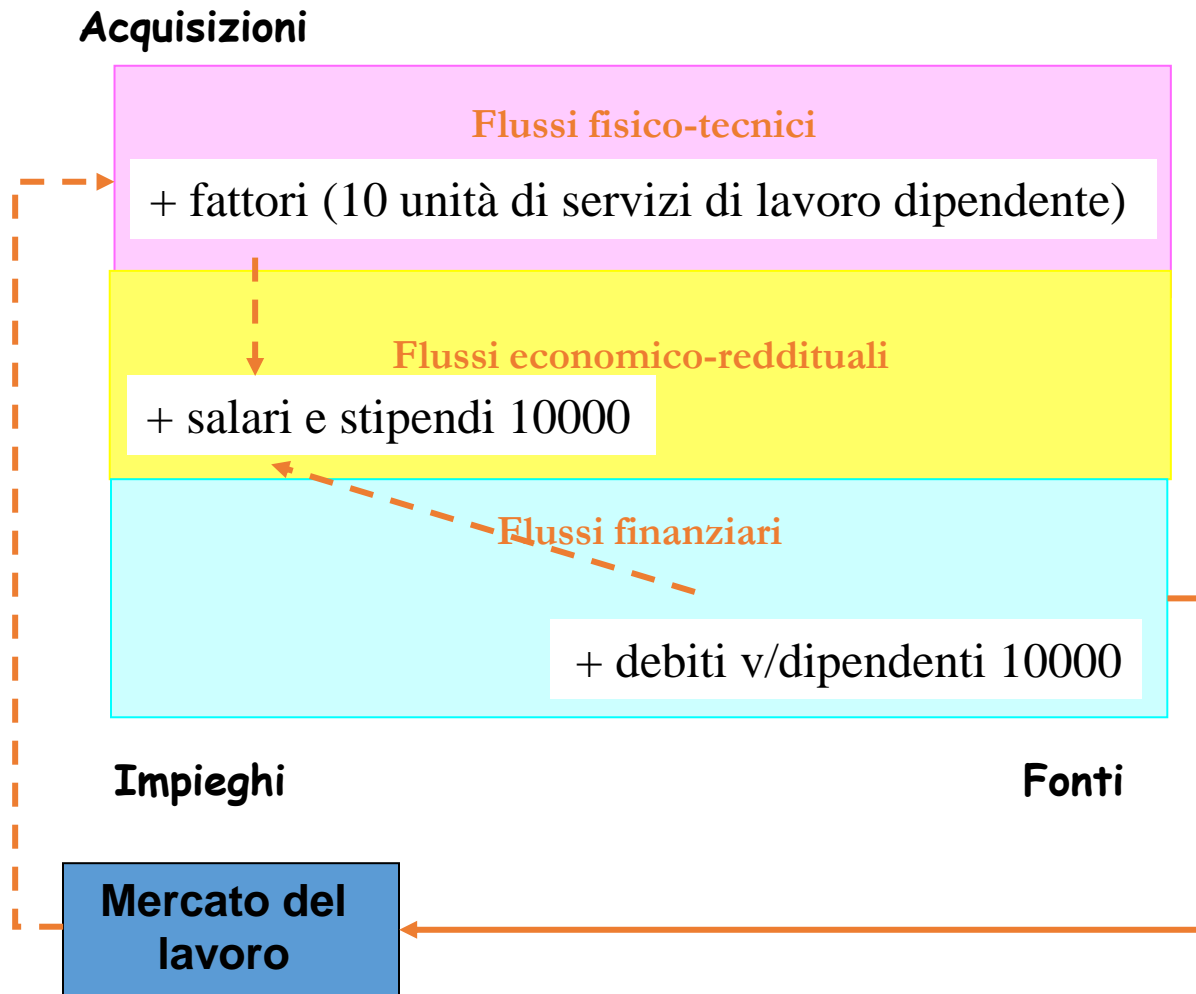 Acquisizioni
Flussi fisico-tecnici
+ fattori (10 unità di servizi di lavoro dipendente)
Flussi economico-reddituali
+ salari e stipendi 10000
Flussi finanziari
+ debiti v/dipendenti 10000
Impieghi
Fonti
Mercato del
lavoro